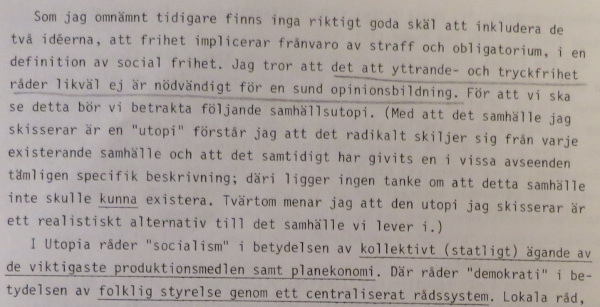 Som jag omnämnt tidigare finns inga riktigt goda skäl att inkludera de
två idéerna, att frihet implicerar frånvaro av straff och obligatorium, i en
definition av social frihet. Jag tror att det att yttrande- och tryckfrihet
råder likväl ej är nödvändigt för en sund opinionsbildning. För att vi ska
se detta bör vi betrakta följande samhällsutopi. (Med att det samhälle jag
skisserar är en "utopi" förstår jag att det radikalt skiljer sig från varje
existerande samhälle och att det samtidigt har givits en i vissa avseenden
tämligen specifik beskrivning; däri ligger ingen tanke om att detta samhälle
inte skulle kunna existera. Tvärtom menar jag att den utopi jag skisserar är
ett realistiskt alternativ till det samhälle vi lever i.)
I Utopia råder "socialism" i betydelsen av kollektivt (statligt) ägande av
de viktigaste produktionsmedlen samt planekonomi. Där råder "demokrati" i be-
tydelsen av folklig styrelse genom ett centraliserat rådssystem. Lokala råd,